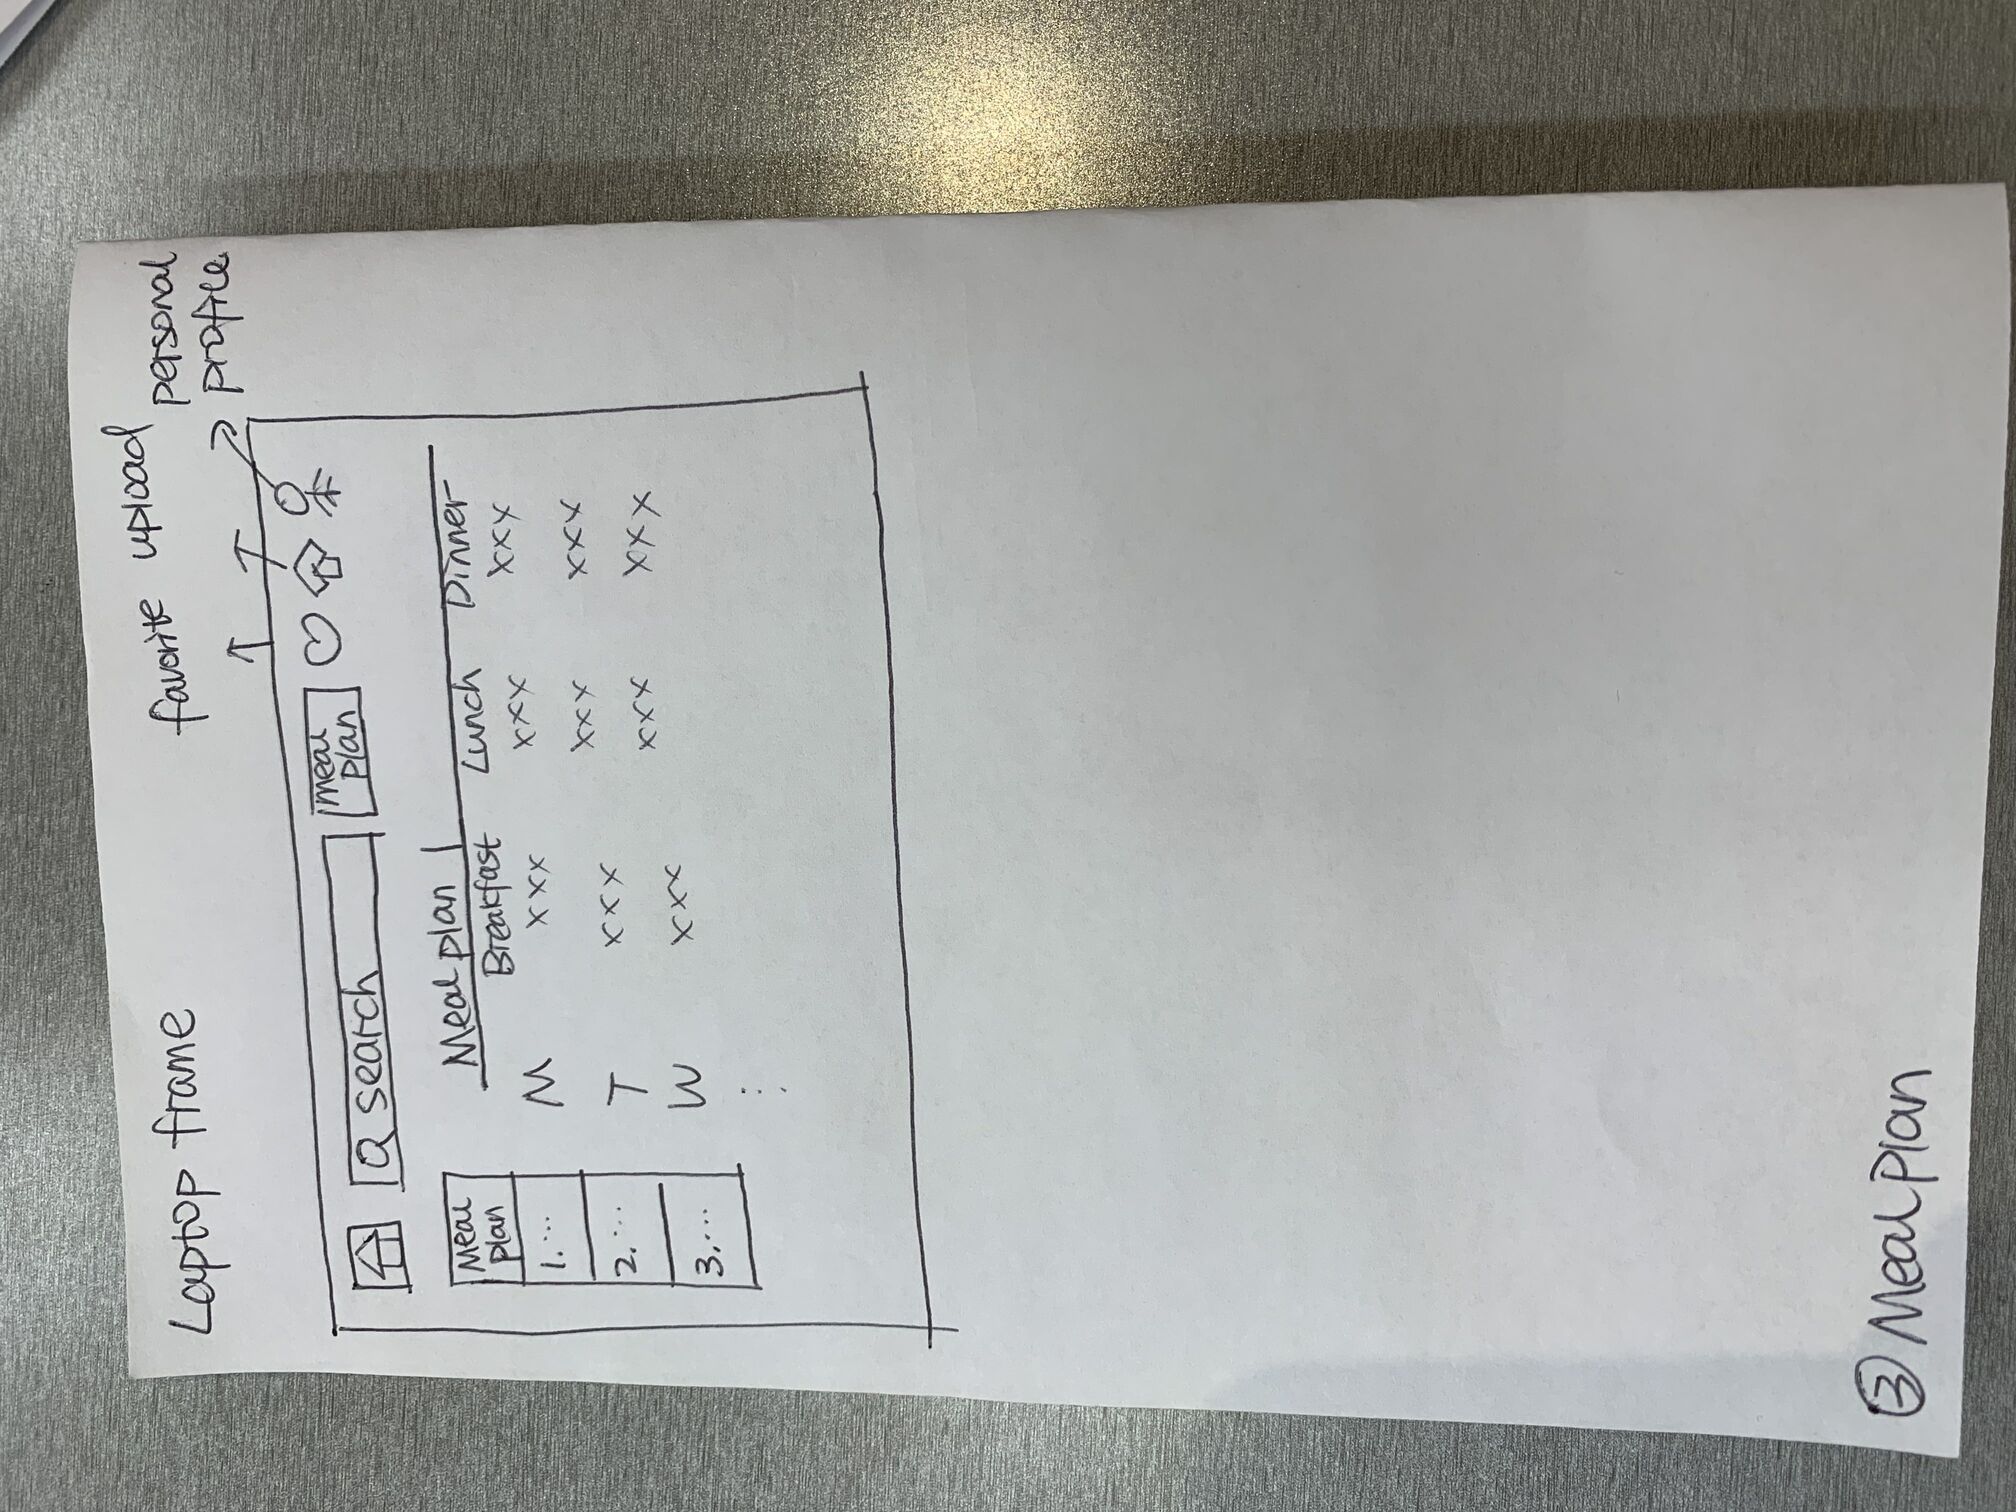 Laptop frame
favorite upload personal
profile
search
meal
plan
Meal
plan
1. ...
2. ...
3. ...
Meal plan 1
Breakfast Lunch Dinner
M xxx xxx xxx
T xxx xxx xxx
W xxx xxx xxx
:
③ Meal Plan